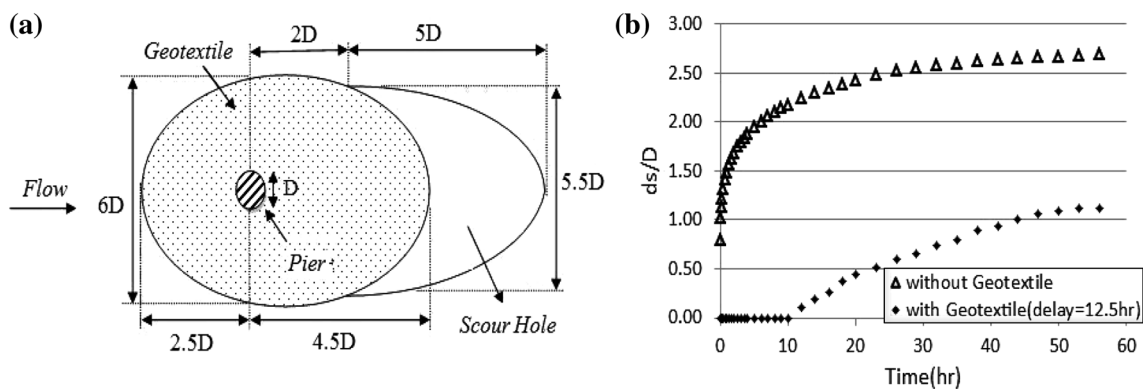 (a)
2D
5D
Geotextile
Flow
6D
D
5.5D
Pier
Scour Hole
2.5D
4.5D
(b)
3.00
2.50
2.00
1.50
1.00
0.50
0.00
ds/D
without Geotextile
with Geotextile(delay=12.5hr)
0
10
20
30
40
50
60
Time(hr)